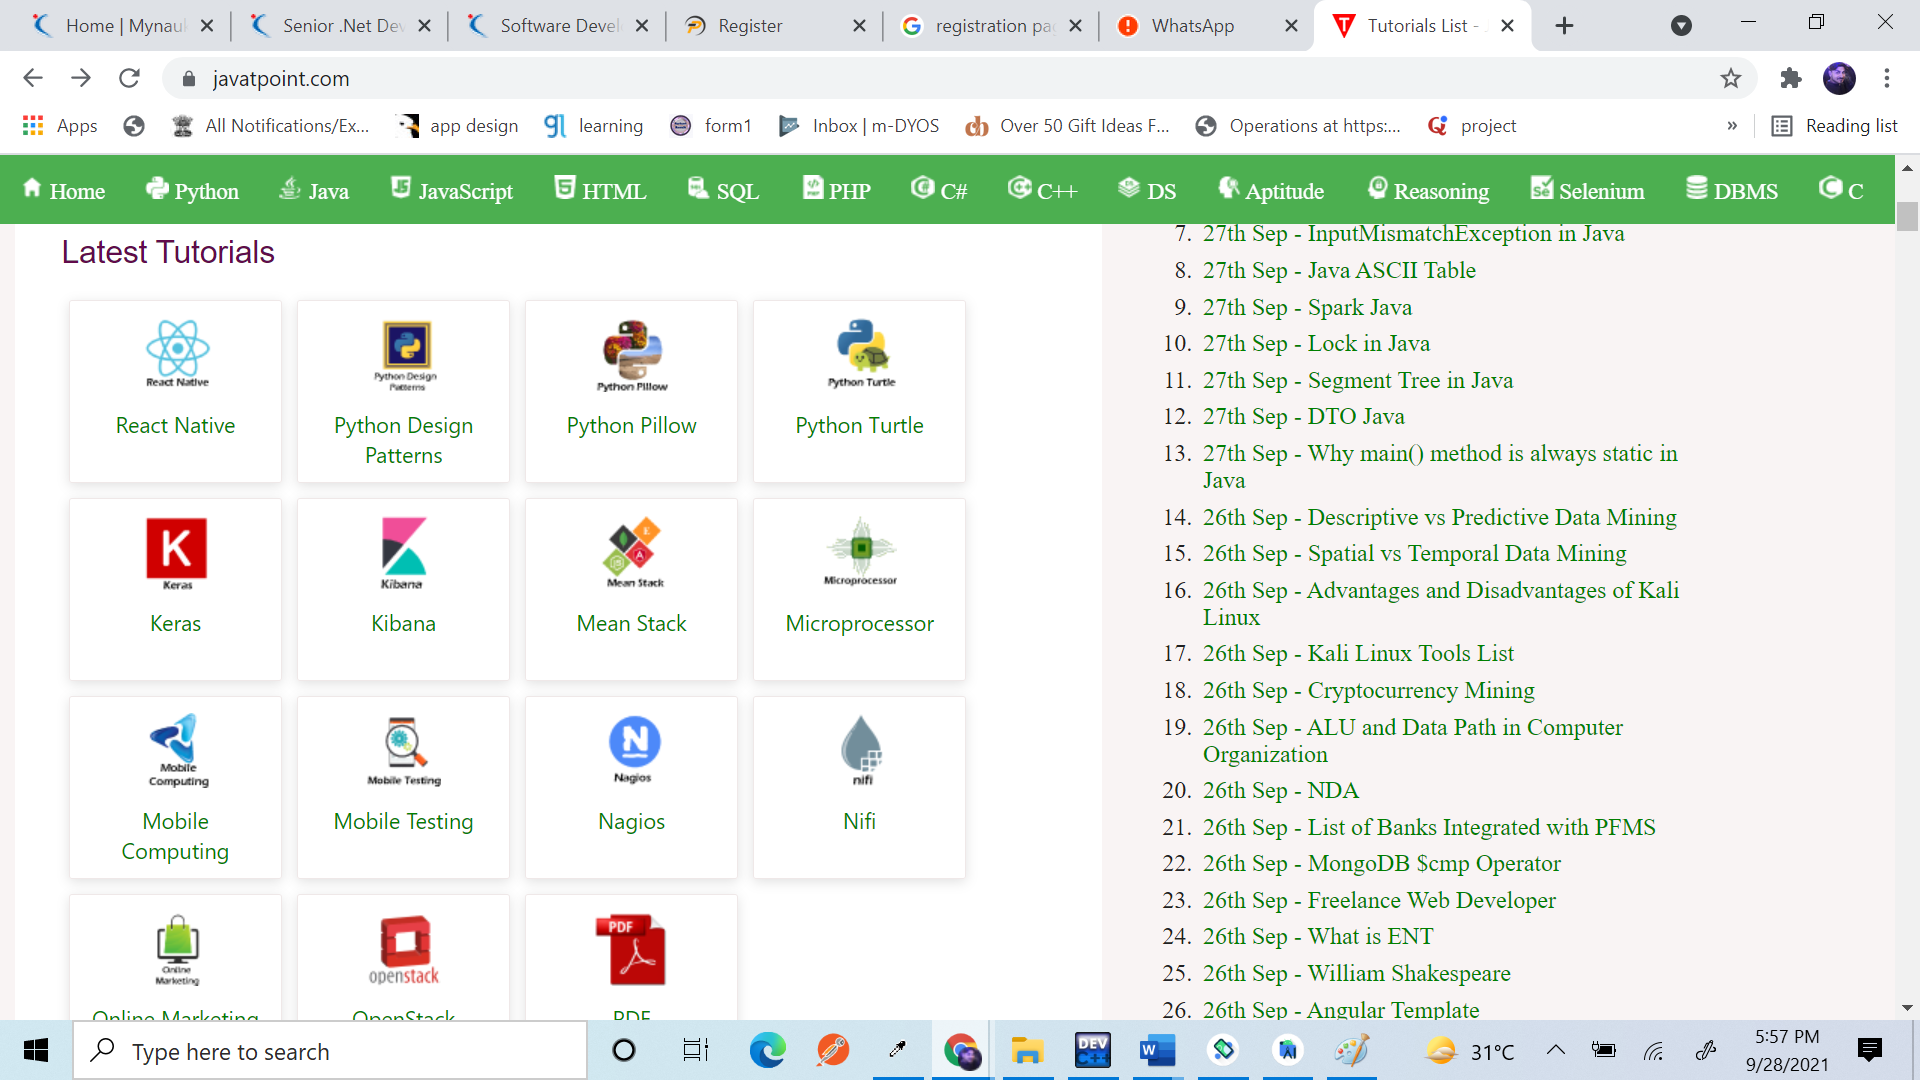 Home | Mynauk
Senior .Net Dev
Software Devel
Register
registration pa
WhatsApp
Tutorials List -
javatpoint.com
Apps
All Notifications/Ex...
app design
learning
form1
Inbox | m-DYOS
Over 50 Gift Ideas F...
Operations at https:...
project
»
Reading list
Home
Python
Java
JavaScript
HTML
SQL
PHP
C#
C++
DS
Aptitude
Reasoning
Selenium
DBMS
C
Latest Tutorials
React Native
React Native
Python Design
Patterns
Python Design
Patterns
Python Pillow
Python Pillow
Python Turtle
Python Turtle
K
Keras
Keras
Kibana
Kibana
Mean Stack
Mean Stack
Microprocessor
Microprocessor
Mobile
Computing
Mobile
Computing
Mobile Testing
Mobile Testing
N
Nagios
Nagios
nifi
Nifi
Online
Marketing
Online Marketing
openstack
OpenStack
PDF
PDF
7. 27th Sep - InputMismatchException in Java
8. 27th Sep - Java ASCII Table
9. 27th Sep - Spark Java
10. 27th Sep - Lock in Java
11. 27th Sep - Segment Tree in Java
12. 27th Sep - DTO Java
13. 27th Sep - Why main() method is always static in
Java
14. 26th Sep - Descriptive vs Predictive Data Mining
15. 26th Sep - Spatial vs Temporal Data Mining
16. 26th Sep - Advantages and Disadvantages of Kali
Linux
17. 26th Sep - Kali Linux Tools List
18. 26th Sep - Cryptocurrency Mining
19. 26th Sep - ALU and Data Path in Computer
Organization
20. 26th Sep - NDA
21. 26th Sep - List of Banks Integrated with PFMS
22. 26th Sep - MongoDB $cmp Operator
23. 26th Sep - Freelance Web Developer
24. 26th Sep - What is ENT
25. 26th Sep - William Shakespeare
26. 26th Sep - Angular Template
Type here to search
DEV
C++
W
31°C
5:57 PM
9/28/2021